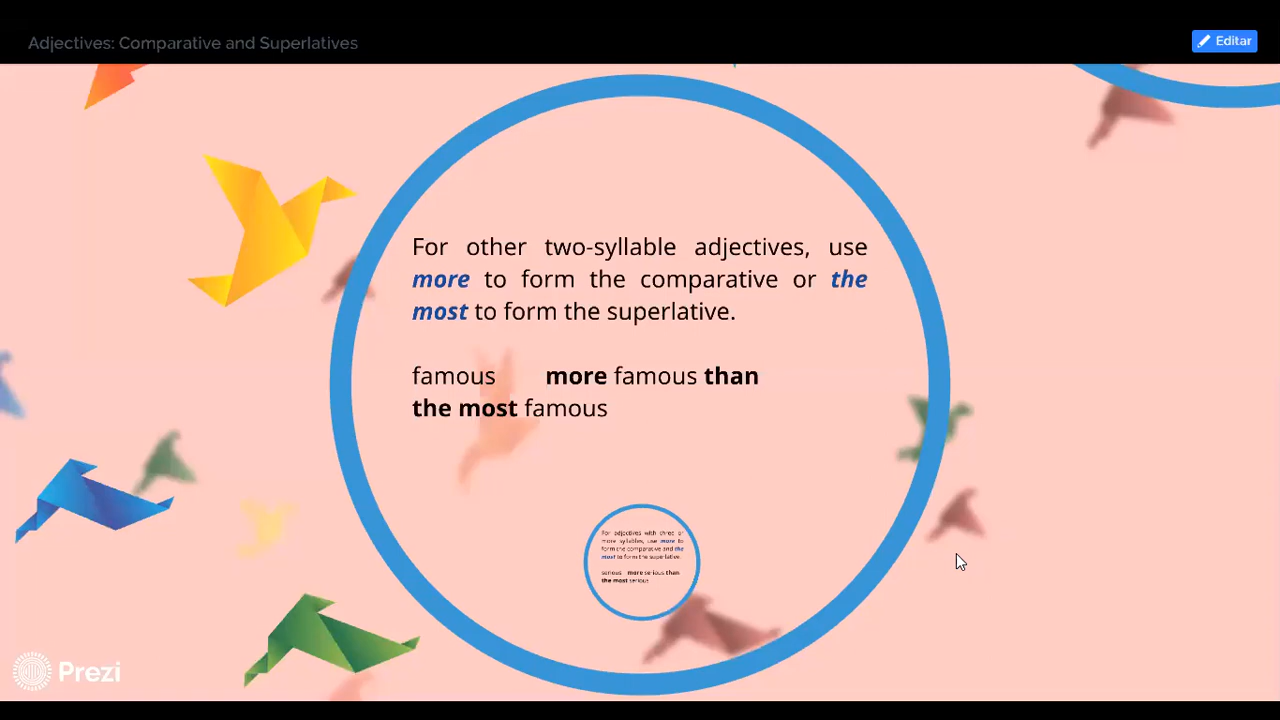 Adjectives: Comparative and Superlatives
Editar
For other two-syllable adjectives, use
more to form the comparative or the
most to form the superlative.
famous more famous than
the most famous
For adjectives with three or
more syllables, use more to
form the comparative and the
most to form the superlative.
serious more serious than
the most serious
Prezi